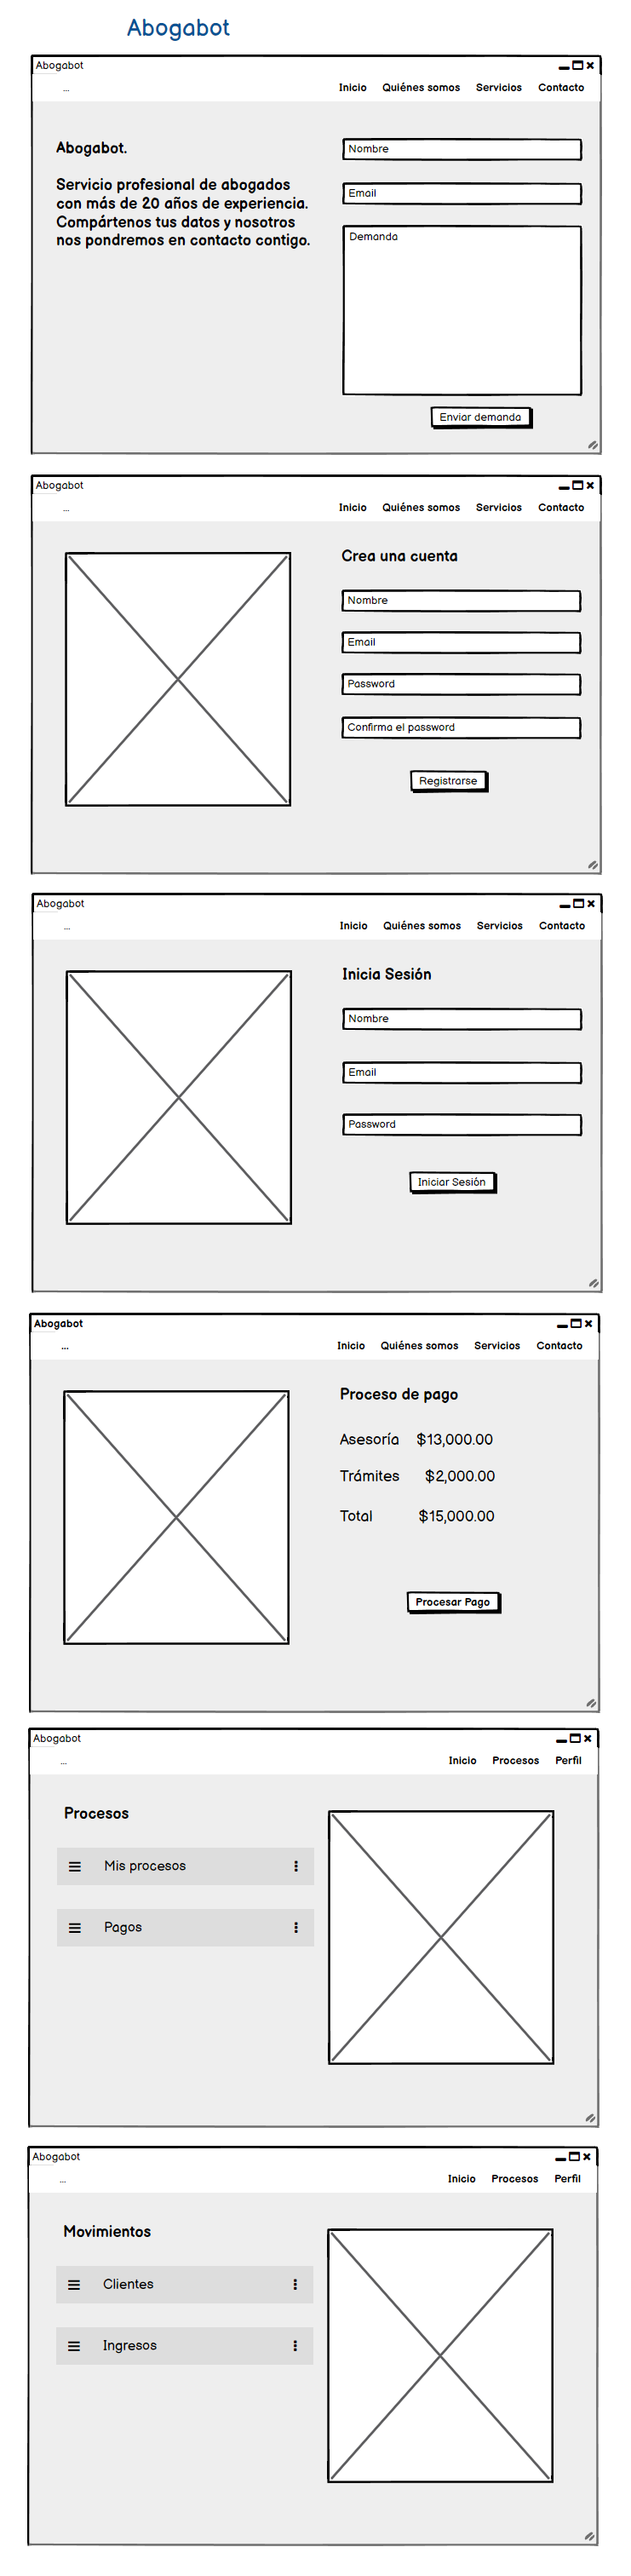 Abogabot
Abogabot
...
Inicio Quiénes somos Servicios Contacto
Abogabot.
Servicio profesional de abogados
con más de 20 años de experiencia.
Compártenos tus datos y nosotros
nos pondremos en contacto contigo.
Nombre
Email
Demanda
Enviar demanda
Abogabot
...
Inicio Quiénes somos Servicios Contacto
Crea una cuenta
Nombre
Email
Password
Confirma el password
Registrarse
Abogabot
...
Inicio Quiénes somos Servicios Contacto
Inicia Sesión
Nombre
Email
Password
Iniciar Sesión
Abogabot
...
Inicio Quiénes somos Servicios Contacto
Proceso de pago
Asesoría $13,000.00
Trámites $2,000.00
Total $15,000.00
Procesar Pago
Abogabot
...
Inicio Procesos Perfil
Procesos
Mis procesos
Pagos
Abogabot
...
Inicio Procesos Perfil
Movimientos
Clientes
Ingresos